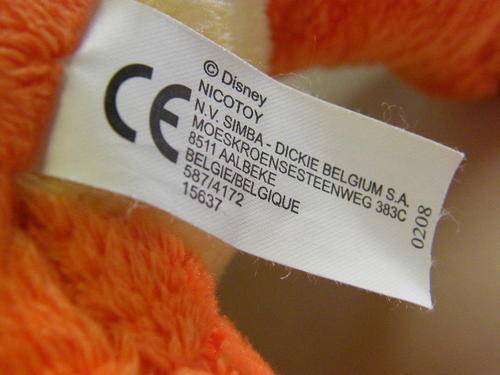 CE
© Disney
NICOTOY
N.V. SIMBA - DICKIE BELGIUM S.A.
MOESKROENSESTEENWEG 383C
8511 AALBEKE
BELGIE/BELGIQUE
587/4172
15637
0208